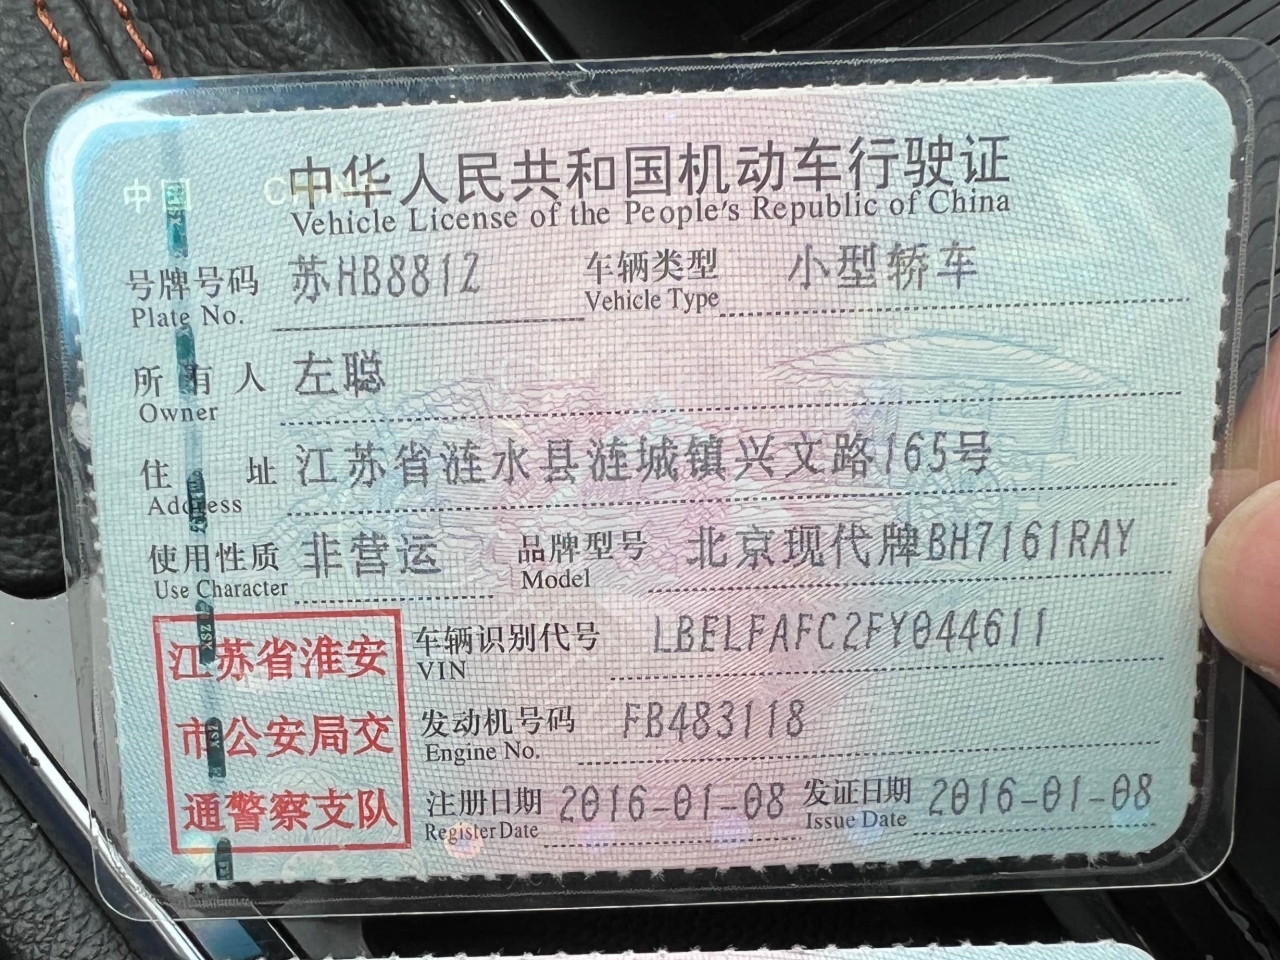 中国 CHINA
中华人民共和国机动车行驶证
Vehicle License of the People's Republic of China
号牌号码 苏HB881Z 车辆类型 小型轿车
Plate No. Vehicle Type
所有人 左聪
Owner
住址 江苏省涟水县涟城镇兴文路165号
Address
使用性质 非营运 品牌型号 北京现代牌BH7161RAY
Use Character Model
江苏省淮安
市公安局交
通警察支队
车辆识别代号 LBELFAFC2FY044611
VIN
发动机号码 FB483118
Engine No.
注册日期 2016-01-08 发证日期 2016-01-08
Register Date Issue Date